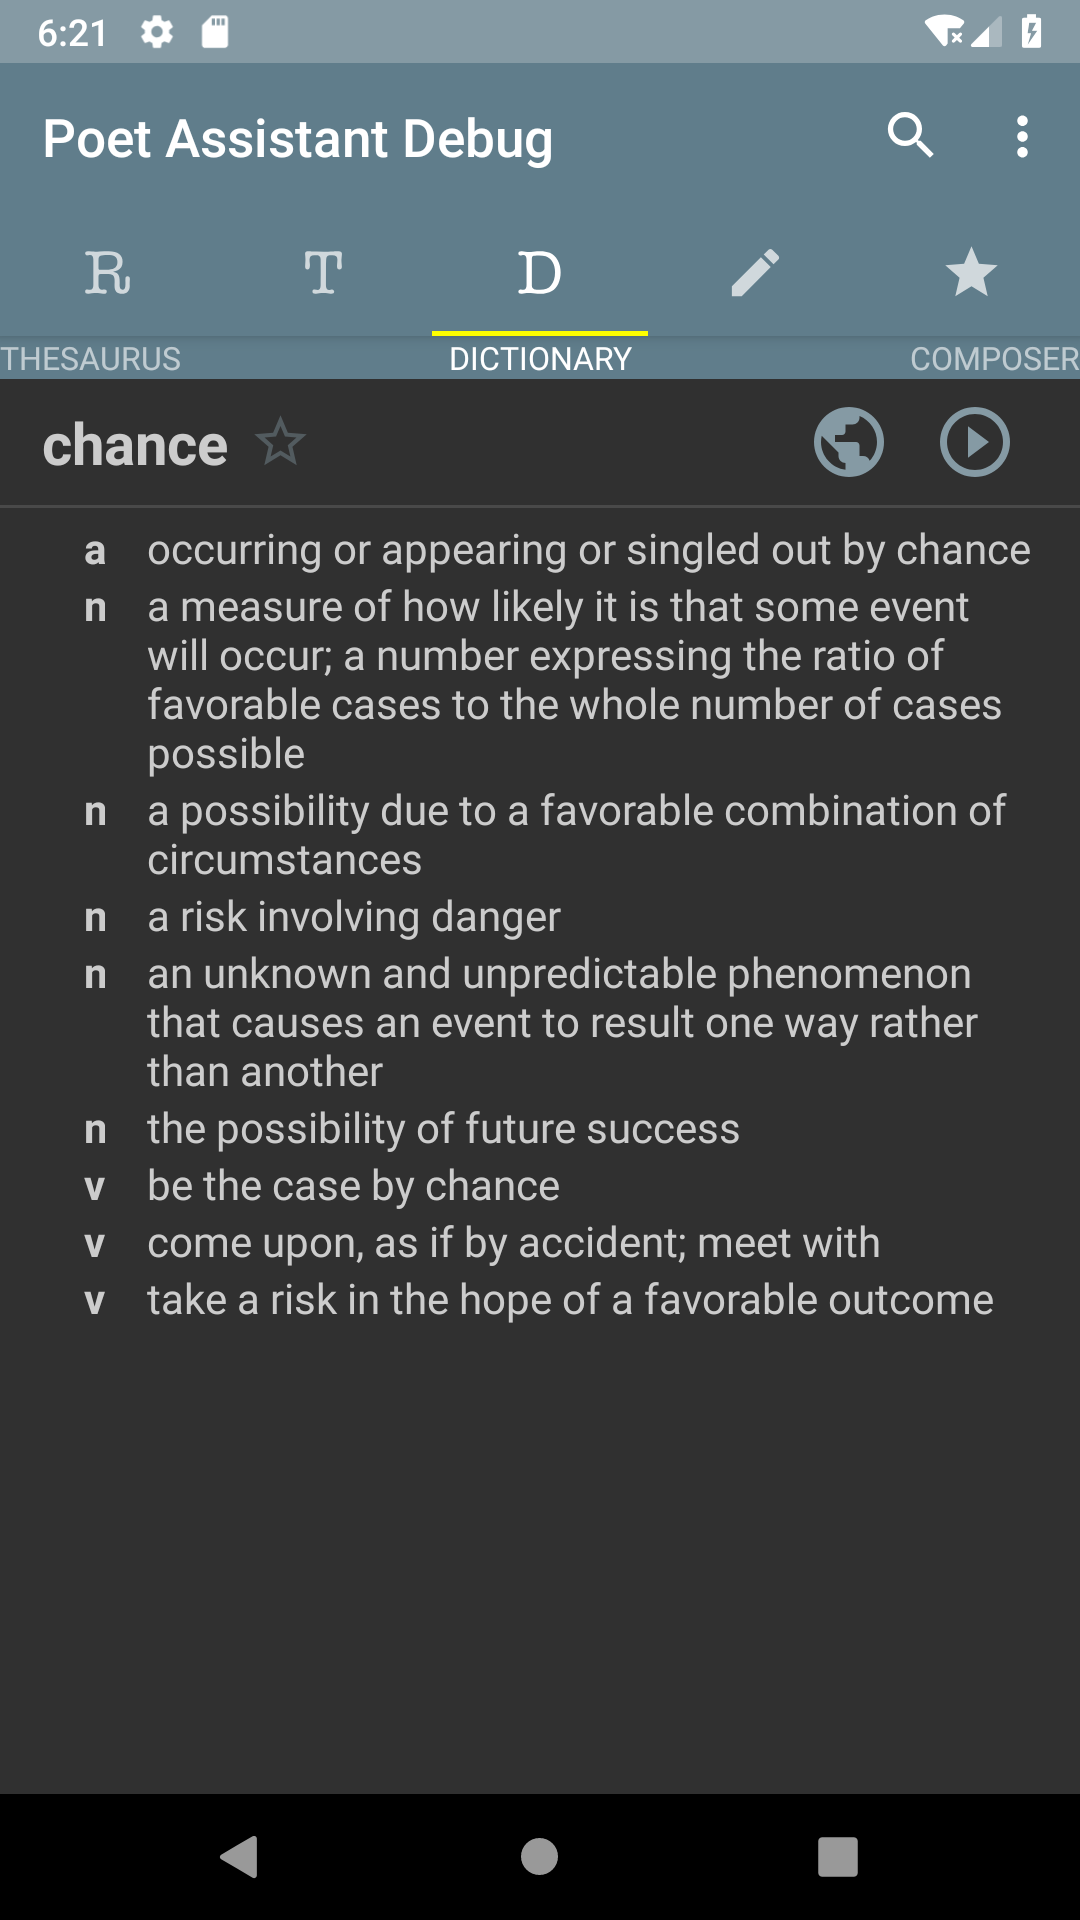 6:21
Poet Assistant Debug
R T D
THESAURUS DICTIONARY COMPOSER
chance
a occurring or appearing or singled out by chance
n a measure of how likely it is that some event
will occur; a number expressing the ratio of
favorable cases to the whole number of cases
possible
n a possibility due to a favorable combination of
circumstances
n a risk involving danger
n an unknown and unpredictable phenomenon
that causes an event to result one way rather
than another
n the possibility of future success
v be the case by chance
v come upon, as if by accident; meet with
v take a risk in the hope of a favorable outcome